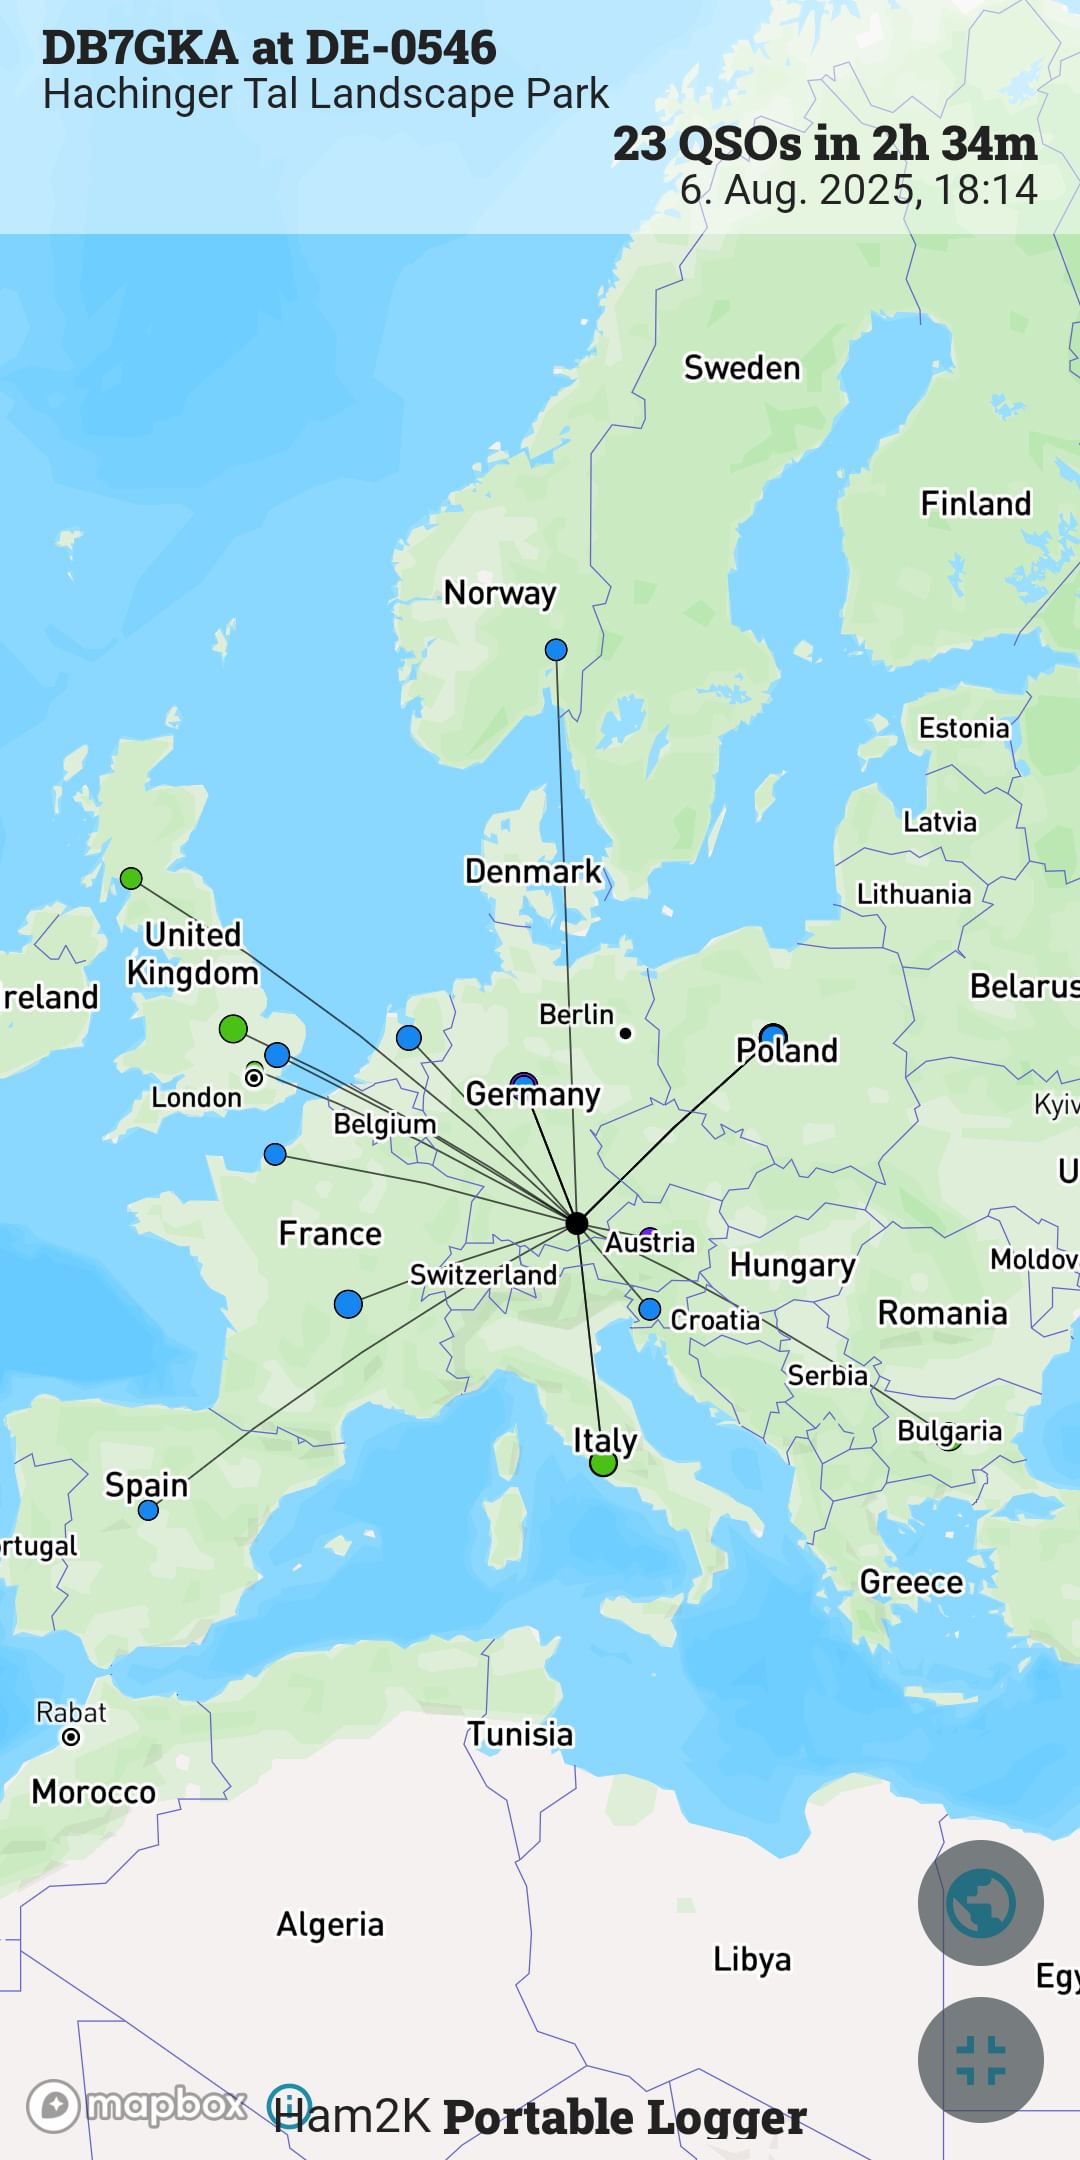 DB7GKA at DE-0546
Hachinger Tal Landscape Park
23 QSOs in 2h 34m
6. Aug. 2025, 18:14
Sweden
Finland
Norway
Estonia
Latvia
Denmark
Lithuania
United
Kingdom
reland
Belarus
Berlin
Poland
London
Germany
Kyiv
Belgium
U
France
Austria
Switzerland
Hungary
Moldov
Croatia
Romania
Serbia
Bulgaria
Italy
Spain
ortugal
Greece
Rabat
Tunisia
Morocco
Algeria
Libya
Egy
mapbox
Ham2K Portable Logger